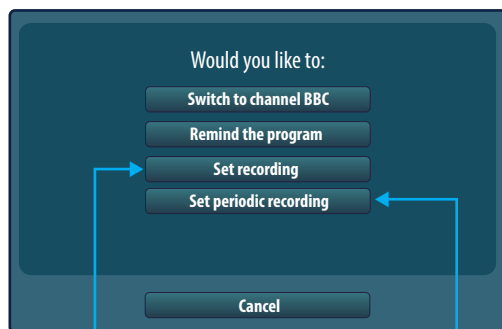 Would you like to:
Switch to channel BBC
Remind the program
Set recording
Set periodic recording
Cancel